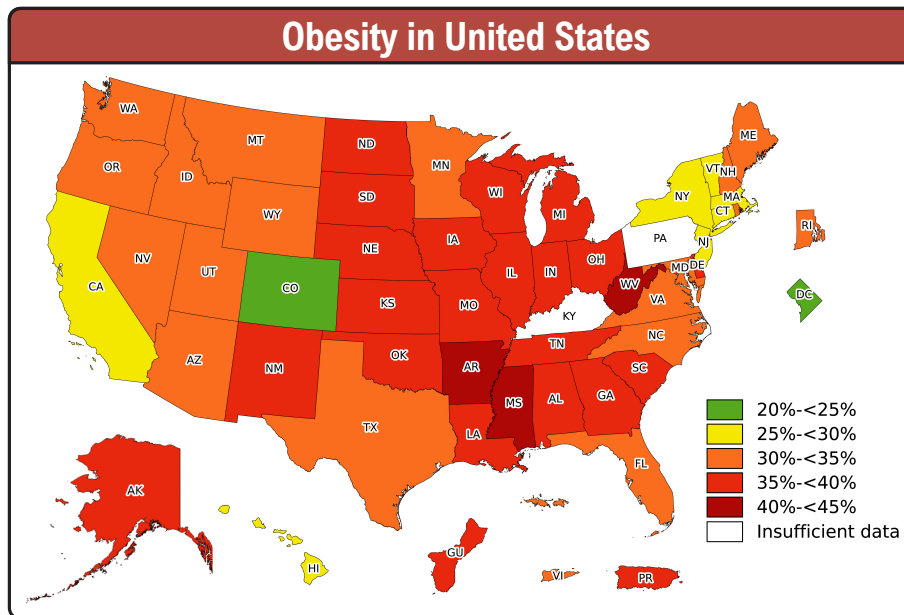 Obesity in United States
WA
MT
ND
MN
ME
OR
ID
SD
WI
VT
NH
NY
MA
CT
WY
MI
RI
NE
IA
PA
NJ
NV
UT
CO
IL
IN
OH
MD
DE
WV
DC
CA
KS
MO
VA
KY
AZ
NM
OK
AR
TN
NC
SC
MS
AL
GA
TX
LA
FL
AK
HI
GU
VI
PR
20%-<25%
25%-<30%
30%-<35%
35%-<40%
40%-<45%
Insufficient data